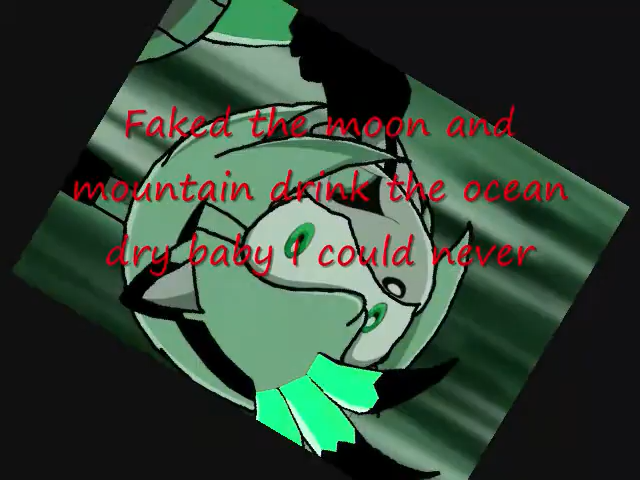 Faked the moon and
mountain drink the ocean
dry baby I could never